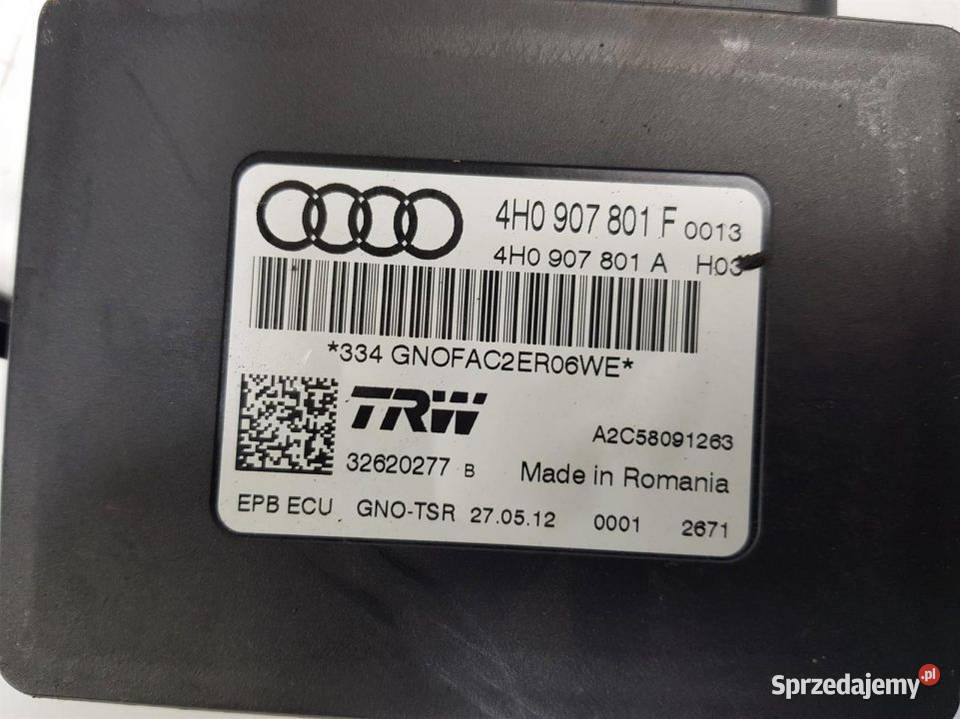 4H0 907 801 F 0013
4H0 907 801 A H03
*334 GNOFAC2ER06WE*
TRW
A2C58091263
32620277 B Made in Romania
EPB ECU GNO-TSR 27.05.12 0001 2671
Sprzedajemy.pl